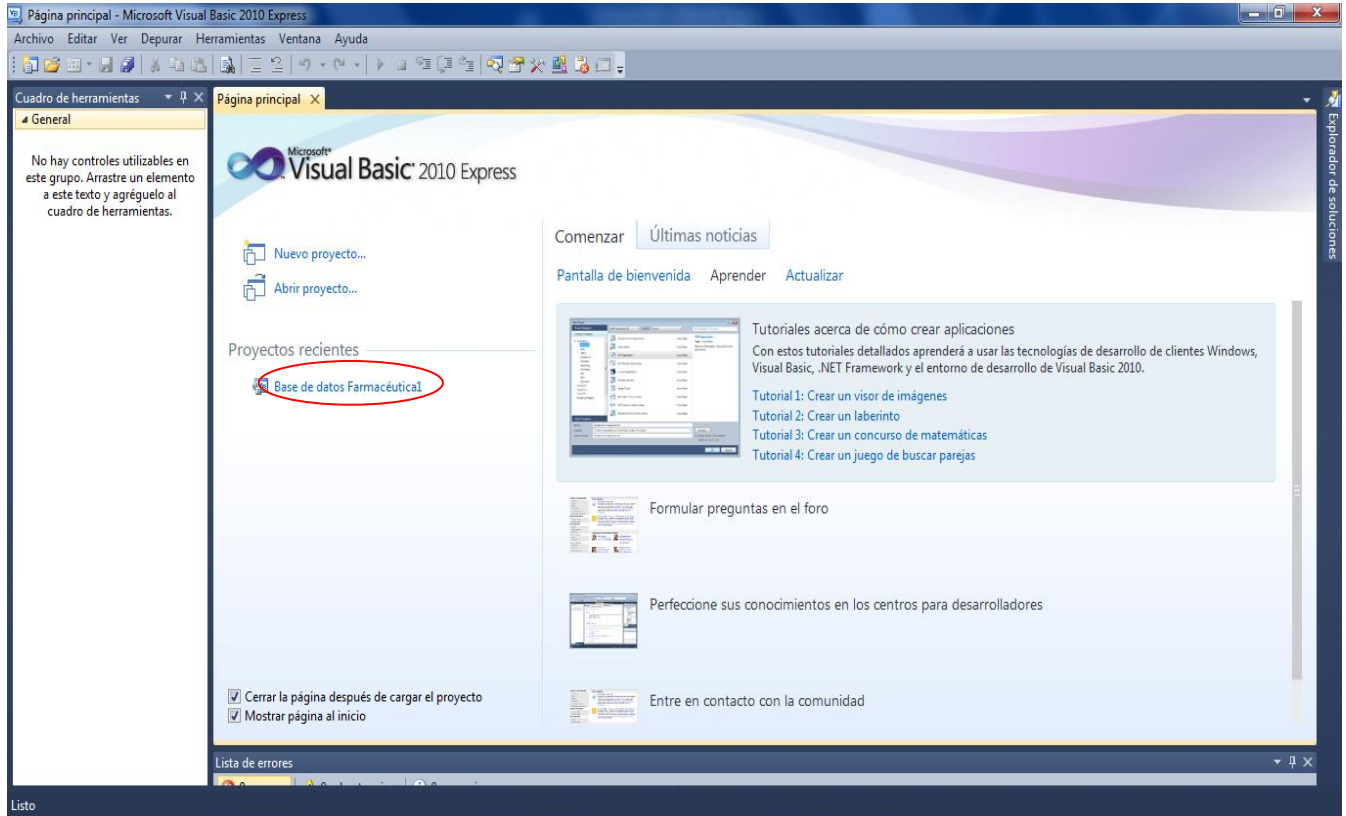 Página principal - Microsoft Visual Basic 2010 Express
Archivo Editar Ver Depurar Herramientas Ventana Ayuda
Cuadro de herramientas
General
No hay controles utilizables en
este grupo. Arrastre un elemento
a este texto y agréguelo al
cuadro de herramientas.
Página principal
Explorador de soluciones
Microsoft
Visual Basic 2010 Express
Nuevo proyecto...
Abrir proyecto...
Proyectos recientes
Base de datos Farmacéutica1
Cerrar la página después de cargar el proyecto
Mostrar página al inicio
Comenzar Últimas noticias
Pantalla de bienvenida Aprender Actualizar
Tutoriales acerca de cómo crear aplicaciones
Con estos tutoriales detallados aprenderá a usar las tecnologías de desarrollo de clientes Windows,
Visual Basic, .NET Framework y el entorno de desarrollo de Visual Basic 2010.
Tutorial 1: Crear un visor de imágenes
Tutorial 2: Crear un laberinto
Tutorial 3: Crear un concurso de matemáticas
Tutorial 4: Crear un juego de buscar parejas
Formular preguntas en el foro
Perfeccione sus conocimientos en los centros para desarrolladores
Entre en contacto con la comunidad
Lista de errores
Listo